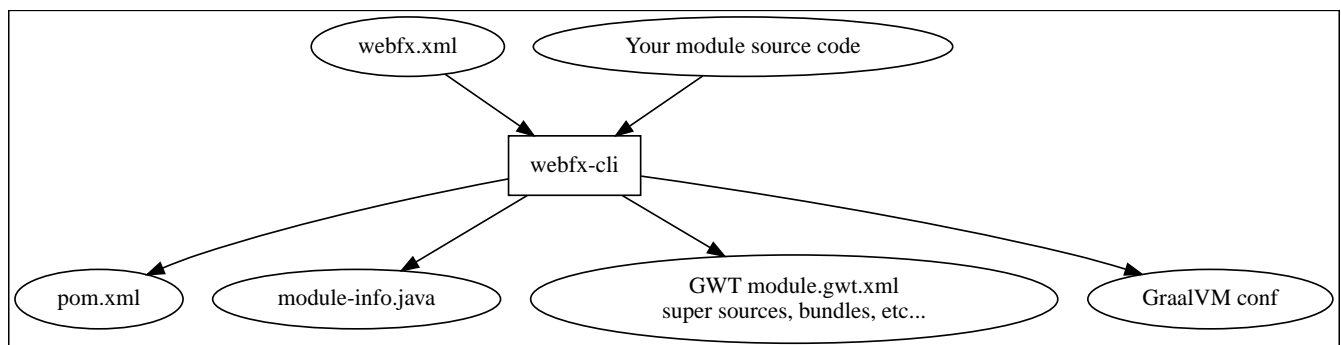 webfx.xml
Your module source code
webfx-cli
pom.xml
module-info.java
GWT module.gwt.xml
super sources, bundles, etc...
GraalVM conf